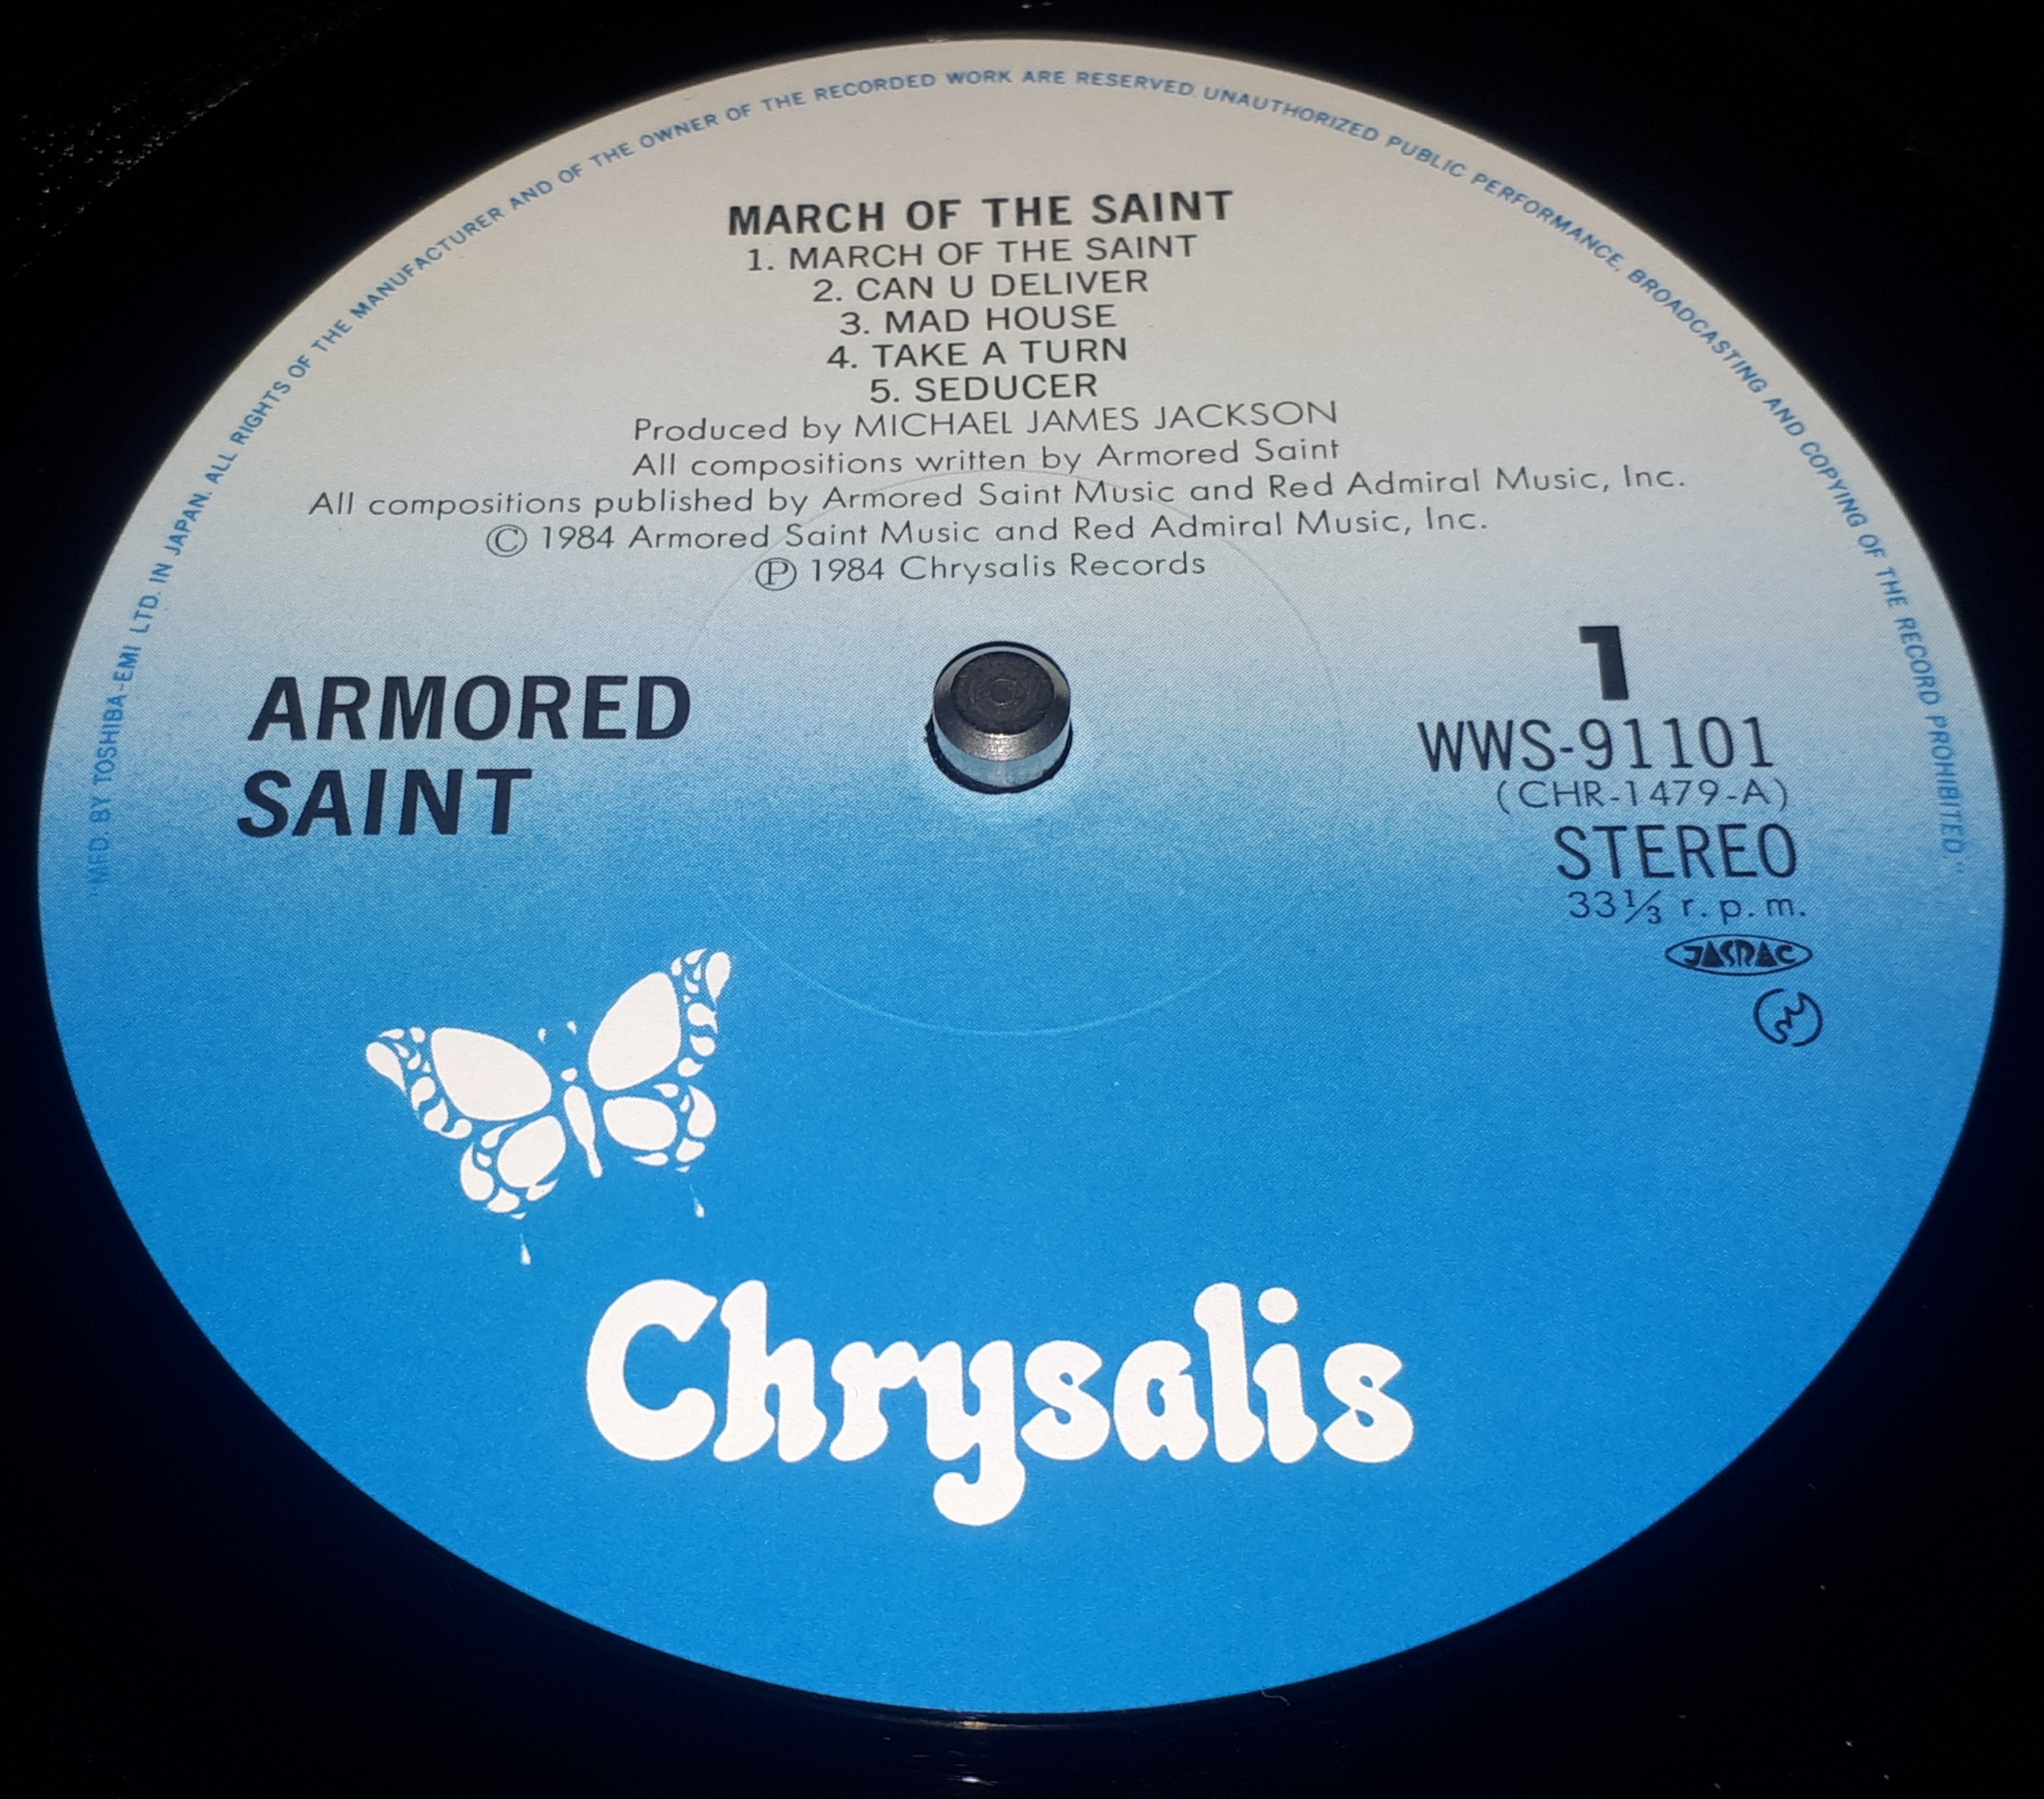 "MFD. BY TOSHIBA-EMI LTD. IN JAPAN. ALL RIGHTS OF THE MANUFACTURER AND OF THE OWNER OF THE RECORDED WORK ARE RESERVED. UNAUTHORIZED PUBLIC PERFORMANCE, BROADCASTING AND COPYING OF THE RECORD PROHIBITED."
MARCH OF THE SAINT
1. MARCH OF THE SAINT
2. CAN U DELIVER
3. MAD HOUSE
4. TAKE A TURN
5. SEDUCER
Produced by MICHAEL JAMES JACKSON
All compositions written by Armored Saint
All compositions published by Armored Saint Music and Red Admiral Music, Inc.
Ⓒ 1984 Armored Saint Music and Red Admiral Music, Inc.
Ⓟ 1984 Chrysalis Records
ARMORED
SAINT
1
WWS-91101
(CHR-1479-A)
STEREO
33⅓ r.p.m.
JASRAC
Chrysalis